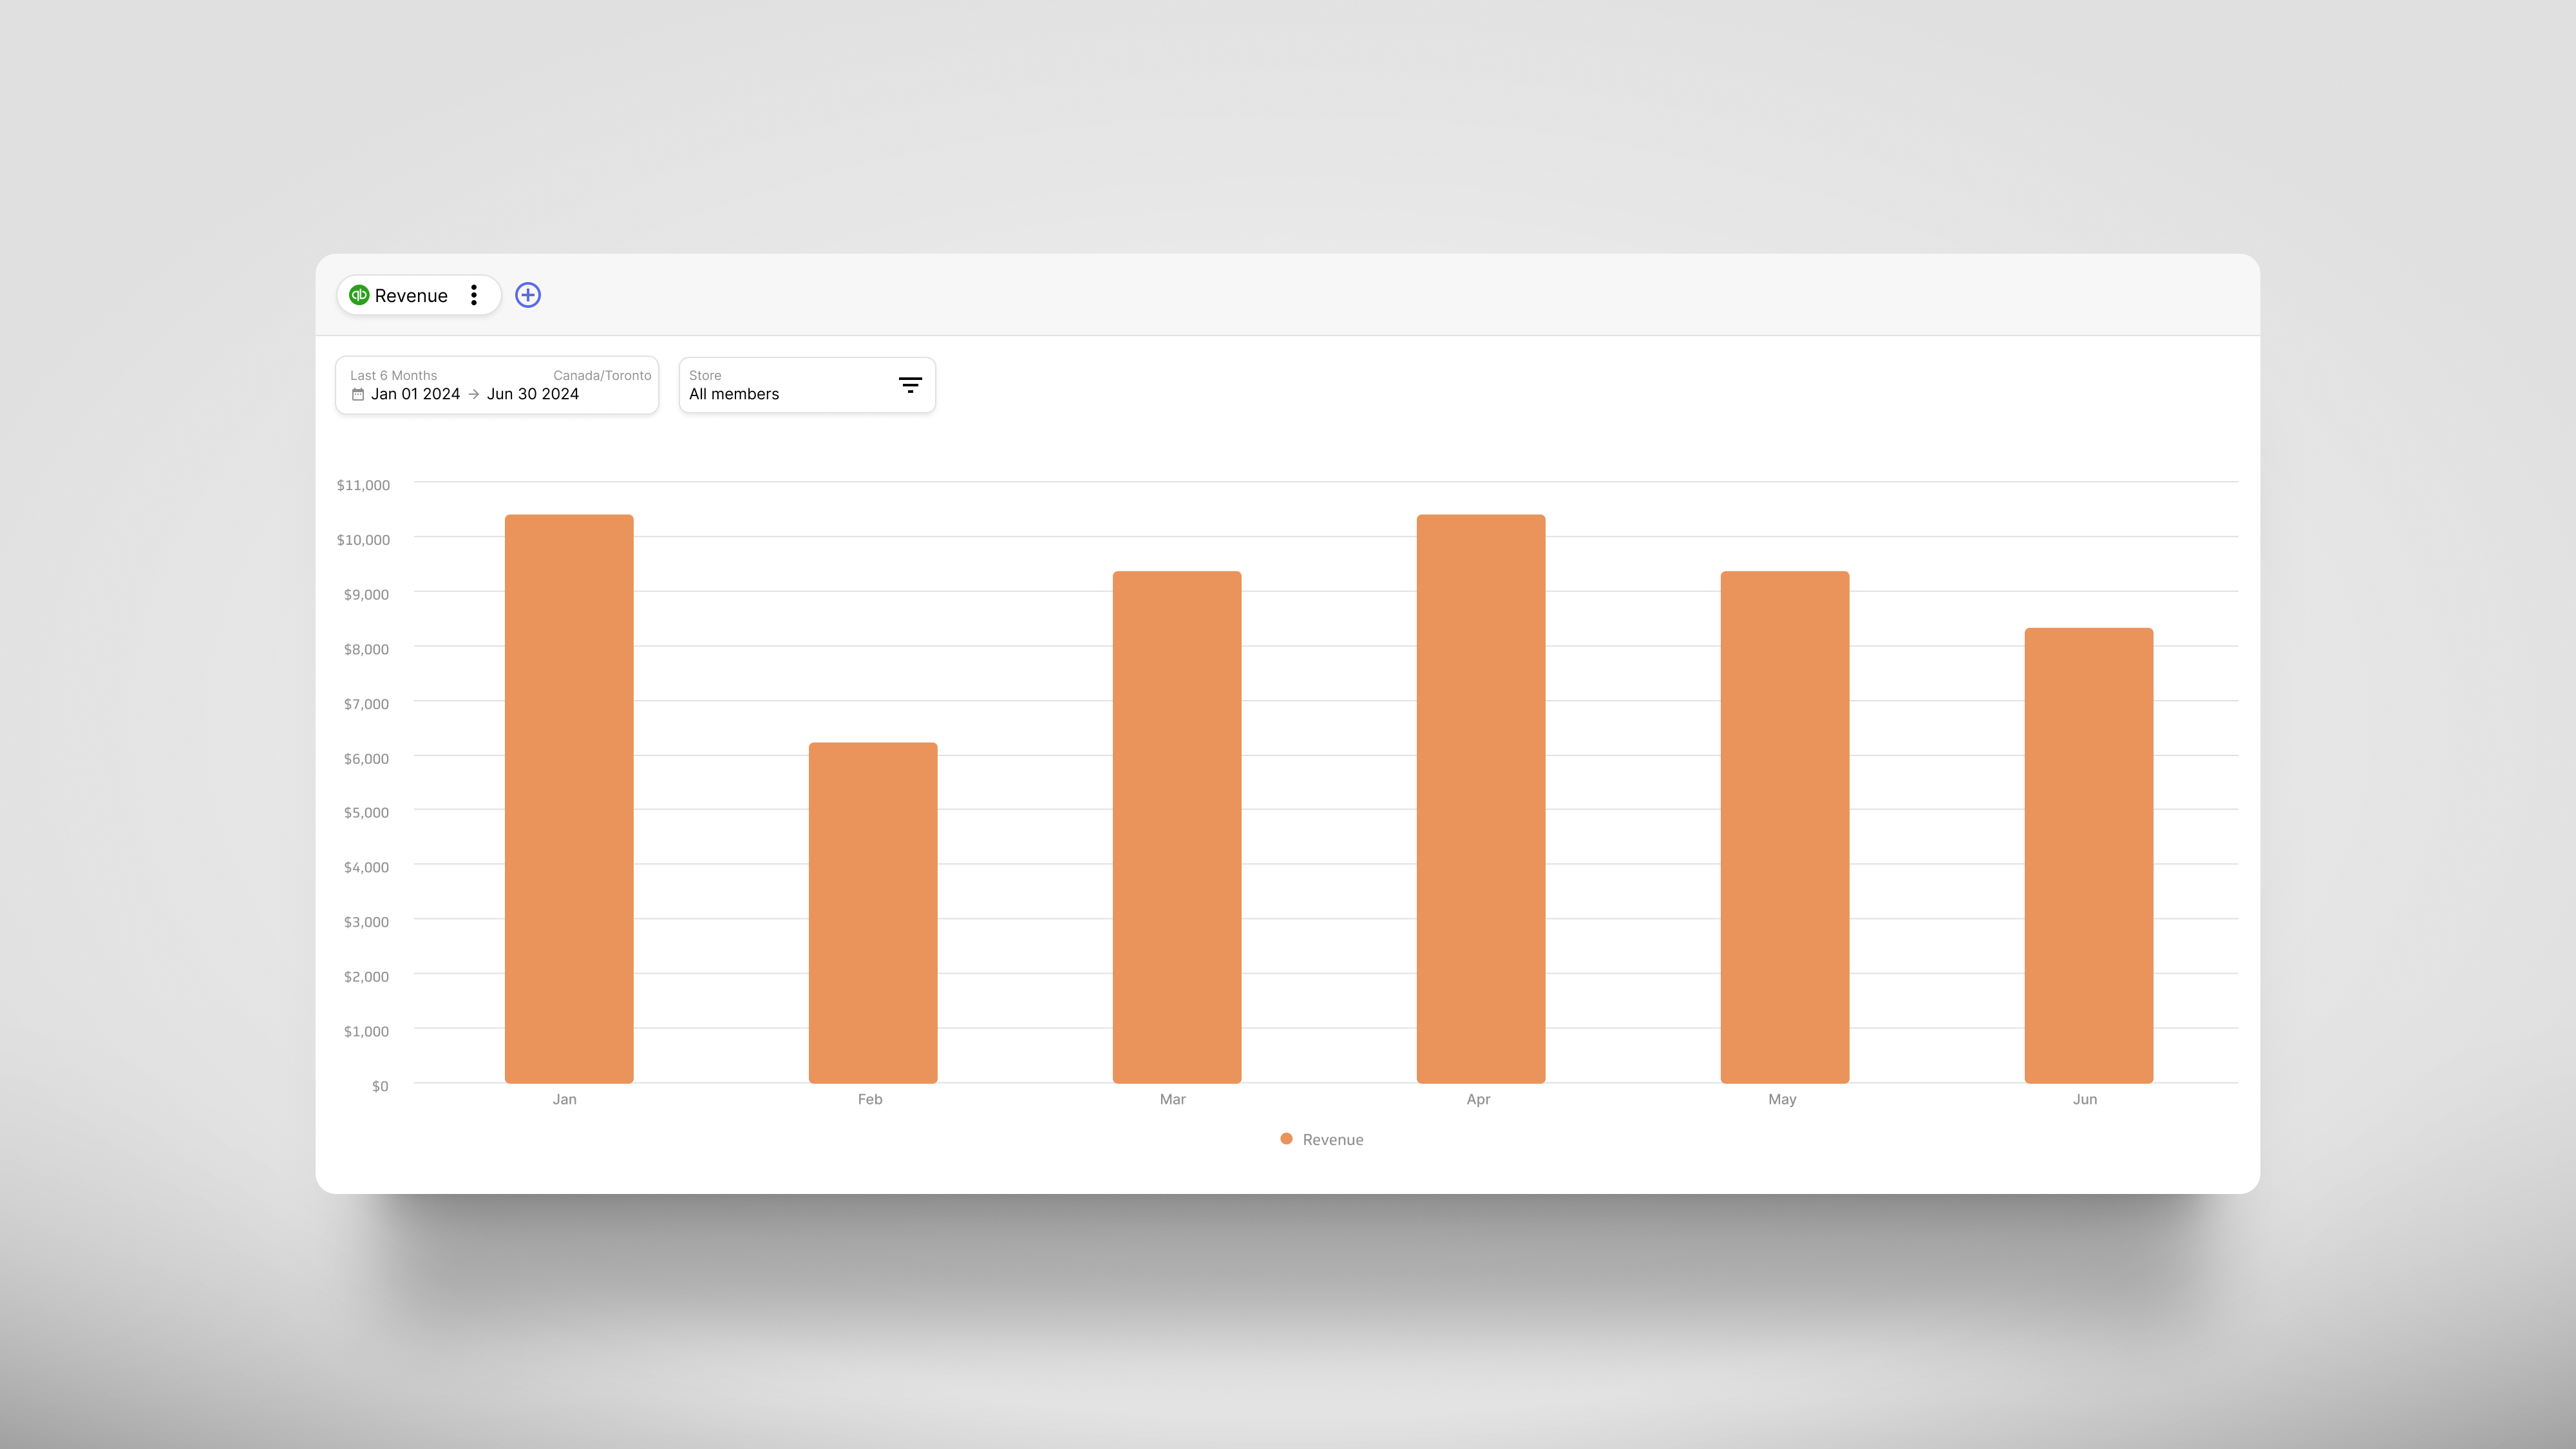 qb Revenue
Last 6 Months Canada/Toronto
Jan 01 2024 → Jun 30 2024
Store
All members
$11,000
$10,000
$9,000
$8,000
$7,000
$6,000
$5,000
$4,000
$3,000
$2,000
$1,000
$0
Jan Feb Mar Apr May Jun
Revenue